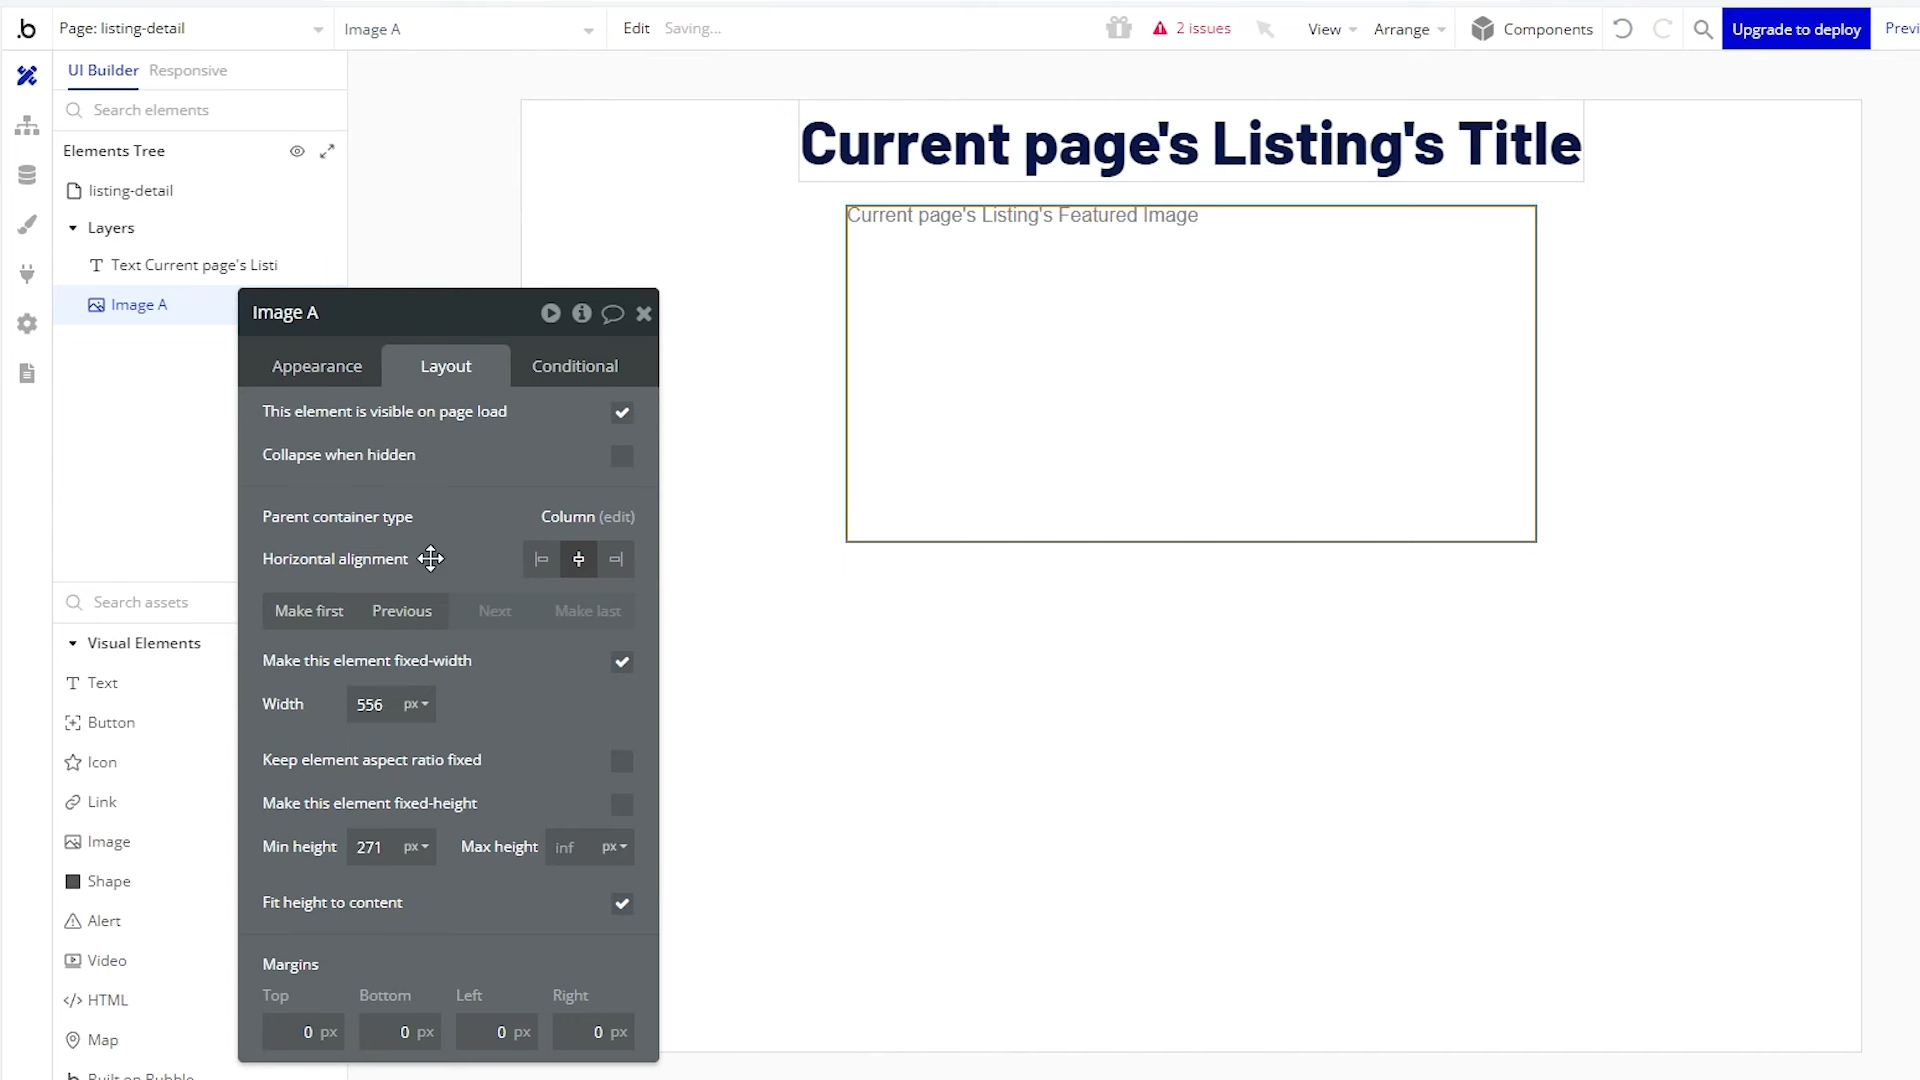 Page: listing-detail
Image A
Edit
Saving...
2 issues
View
Arrange
Components
Upgrade to deploy
Previ
UI Builder
Responsive
Search elements
Elements Tree
listing-detail
Layers
Text Current page's Listi
Image A
Current page's Listing's Title
Current page's Listing's Featured Image
Image A
Appearance
Layout
Conditional
This element is visible on page load
Collapse when hidden
Parent container type
Column (edit)
Horizontal alignment
Make first
Previous
Next
Make last
Make this element fixed-width
Width 556 px
Keep element aspect ratio fixed
Make this element fixed-height
Min height 271 px
Max height inf px
Fit height to content
Margins
Top Bottom Left Right
0 px 0 px 0 px 0 px
Search assets
Visual Elements
Text
Button
Icon
Link
Image
Shape
Alert
Video
HTML
Map
Built on Bubble